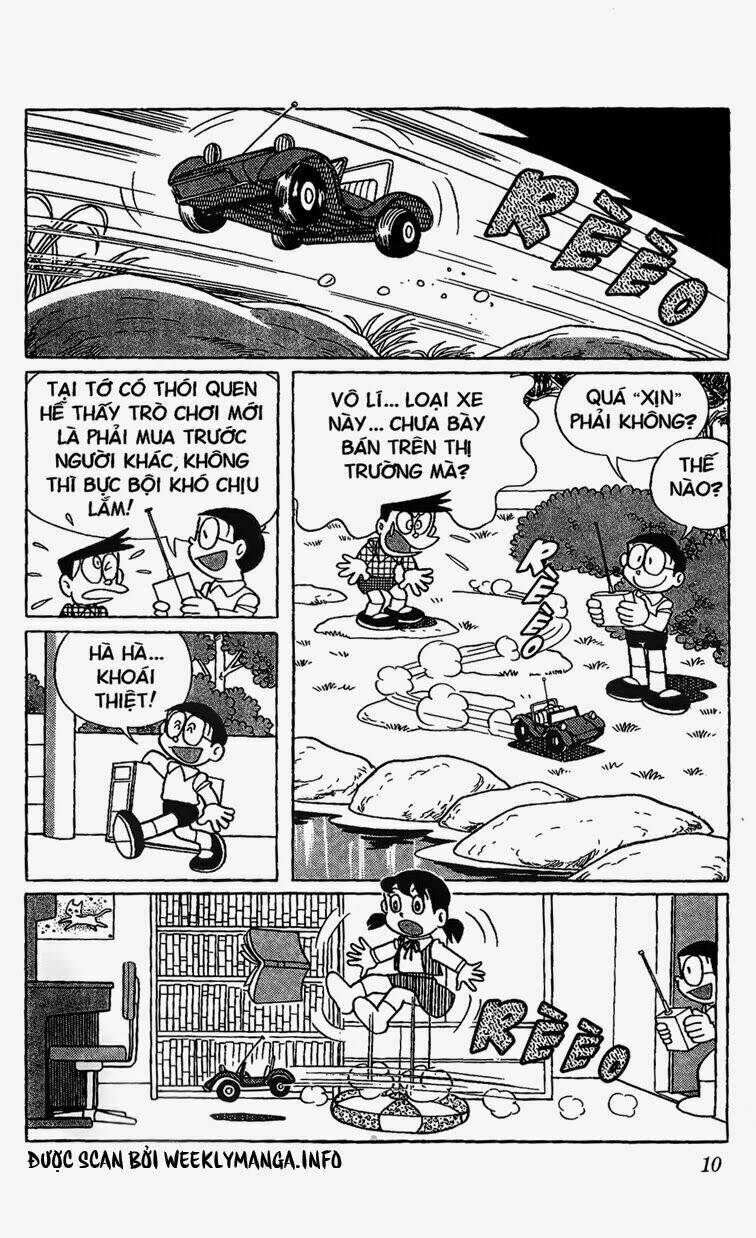 RÈÈO
VÔ LÍ... LOẠI XE
NÀY... CHƯA BÀY
BÁN TRÊN THỊ
TRƯỜNG MÀ?
QUÁ “XỊN”
PHẢI KHÔNG?
THẾ
NÀO?
RÈÈO
TẠI TỚ CÓ THÓI QUEN
HỄ THẤY TRÒ CHƠI MỚI
LÀ PHẢI MUA TRƯỚC
NGƯỜI KHÁC, KHÔNG
THÌ BỰC BỘI KHÓ CHỊU
LẮM!
HÀ HÀ...
KHOÁI
THIỆT!
RÈÈO
ĐƯỢC SCAN BỞI WEEKLYMANGA.INFO
10